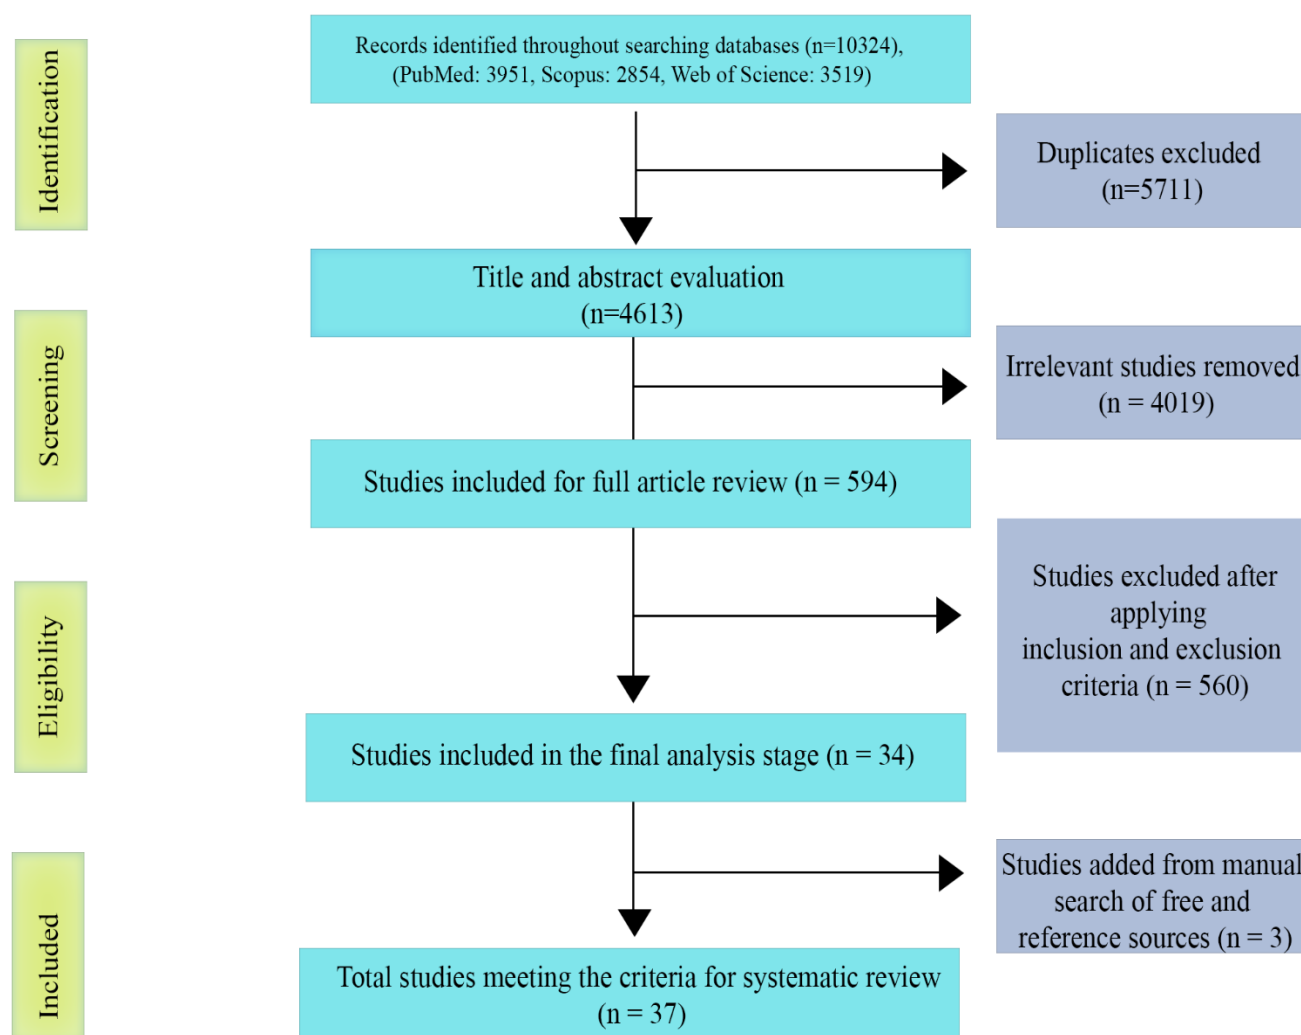 Identification
Records identified throughout searching databases (n=10324),
(PubMed: 3951, Scopus: 2854, Web of Science: 3519)
Duplicates excluded
(n=5711)
Title and abstract evaluation
(n=4613)
Screening
Irrelevant studies removed
(n = 4019)
Studies included for full article review (n = 594)
Eligibility
Studies excluded after
applying
inclusion and exclusion
criteria (n = 560)
Studies included in the final analysis stage (n = 34)
Included
Studies added from manual
search of free and
reference sources (n = 3)
Total studies meeting the criteria for systematic review
(n = 37)